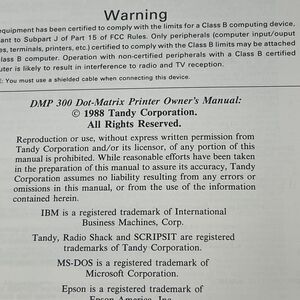 Warning
equipment has been certified to comply with the limits for a Class B computing device,
ant to Subpart J of Part 15 of FCC Rules. Only peripherals (computer input/ouput
es, terminals, printers, etc.) certified to comply with the Class B limits may be attached
lass B computer. Operation with non-certified peripherals with a Class B certified
uter is likely to result in interference to radio and TV reception.
E: You must use a shielded cable when connecting this device.
DMP 300 Dot-Matrix Printer Owner's Manual:
© 1988 Tandy Corporation.
All Rights Reserved.
Reproduction or use, without express written permission from
Tandy Corporation and/or its licensor, of any portion of this
manual is prohibited. While reasonable efforts have been taken
in the preparation of this manual to assure its accuracy, Tandy
Corporation assumes no liability resulting from any errors or
omissions in this manual, or from the use of the information
contained herein.
IBM is a registered trademark of International
Business Machines, Corp.
Tandy, Radio Shack and SCRIPSIT are registered
trademarks of Tandy Corporation.
MS-DOS is a registered trademark of
Microsoft Corporation.
Epson is a registered trademark of
Epson America, Inc.